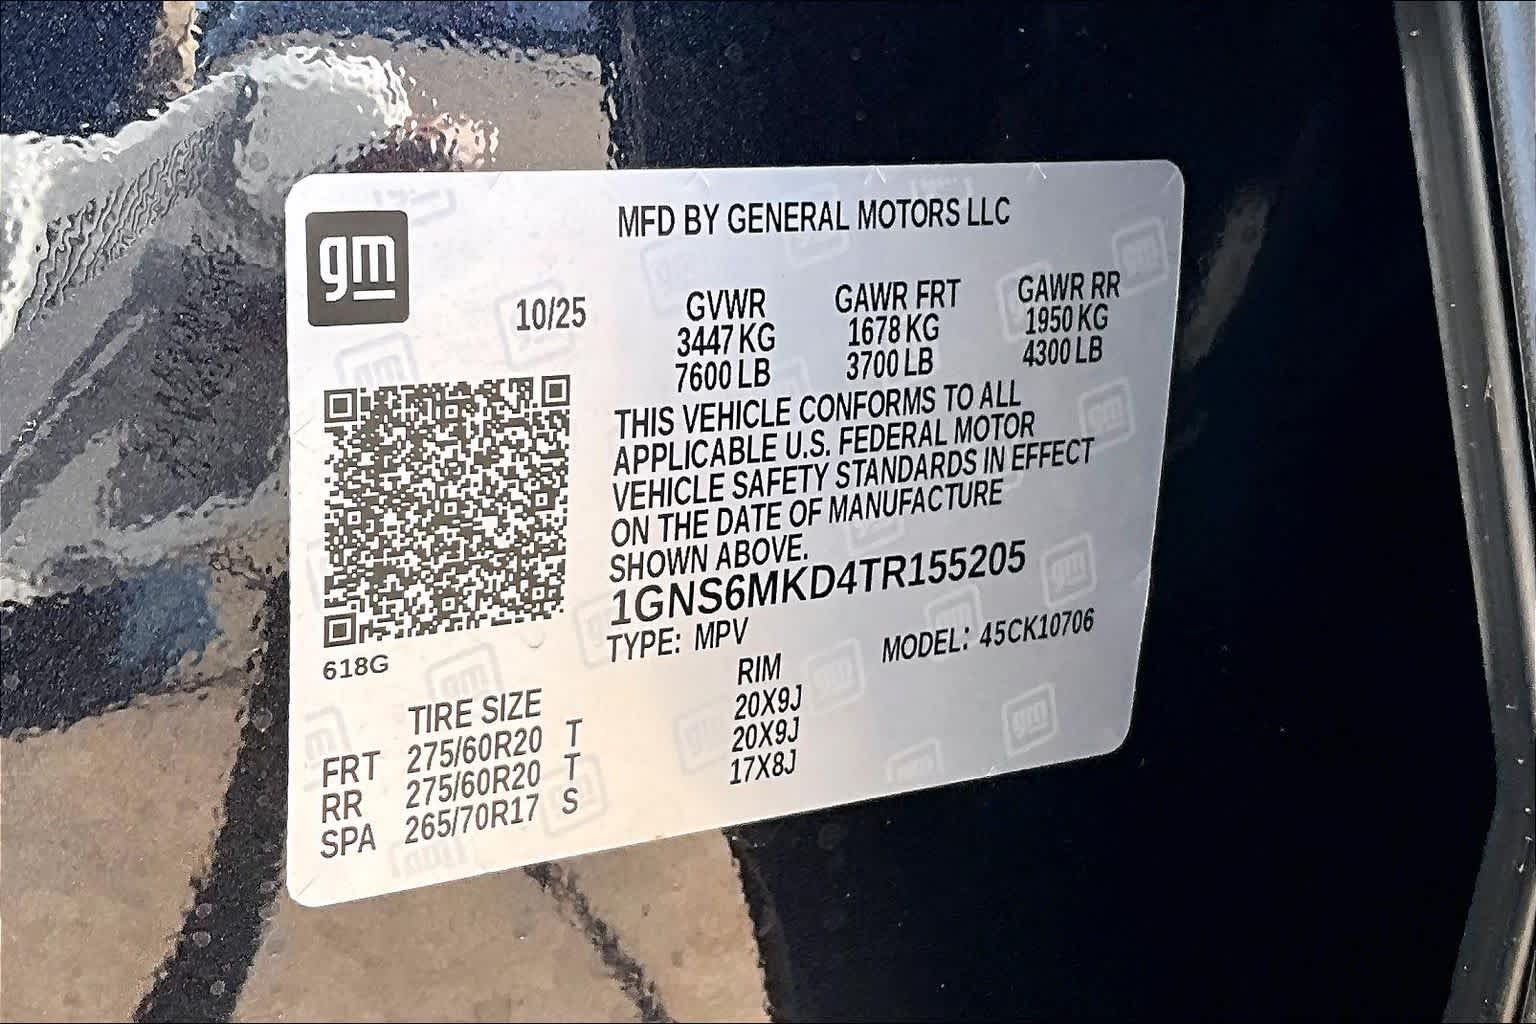 gm
MFD BY GENERAL MOTORS LLC
10/25
GVWR GAWR FRT GAWR RR
3447 KG 1678 KG 1950 KG
7600 LB 3700 LB 4300 LB
THIS VEHICLE CONFORMS TO ALL
APPLICABLE U.S. FEDERAL MOTOR
VEHICLE SAFETY STANDARDS IN EFFECT
ON THE DATE OF MANUFACTURE
SHOWN ABOVE.
1GNS6MKD4TR155205
TYPE: MPV MODEL: 45CK10706
618G
TIRE SIZE RIM
FRT 275/60R20 T 20X9J
RR 275/60R20 T 20X9J
SPA 265/70R17 S 17X8J